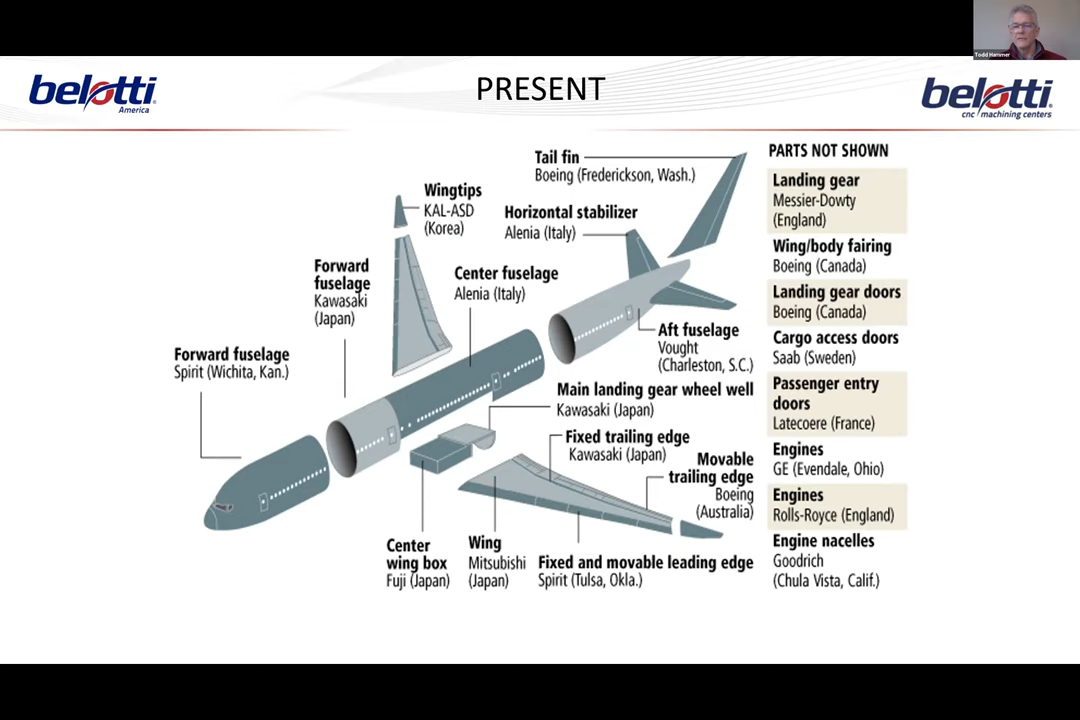 Todd Hammer
belotti
America
PRESENT
belotti
cnc machining centers
Tail fin
Boeing (Frederickson, Wash.)
Wingtips
KAL-ASD
(Korea)
Horizontal stabilizer
Alenia (Italy)
Forward
fuselage
Kawasaki
(Japan)
Center fuselage
Alenia (Italy)
Forward fuselage
Spirit (Wichita, Kan.)
Aft fuselage
Vought
(Charleston, S.C.)
Main landing gear wheel well
Kawasaki (Japan)
Fixed trailing edge
Kawasaki (Japan)
Movable
trailing edge
Boeing
(Australia)
Center
wing box
Fuji (Japan)
Wing
Mitsubishi
(Japan)
Fixed and movable leading edge
Spirit (Tulsa, Okla.)
PARTS NOT SHOWN
Landing gear
Messier-Dowty
(England)
Wing/body fairing
Boeing (Canada)
Landing gear doors
Boeing (Canada)
Cargo access doors
Saab (Sweden)
Passenger entry
doors
Latecoere (France)
Engines
GE (Evendale, Ohio)
Engines
Rolls-Royce (England)
Engine nacelles
Goodrich
(Chula Vista, Calif.)